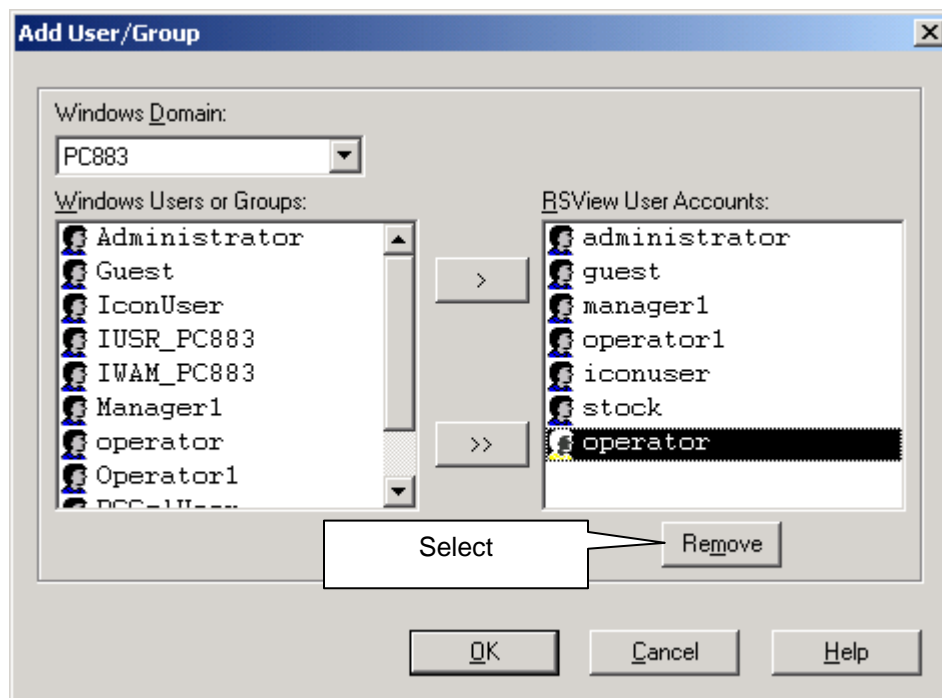 Add User/Group
Windows Domain:
PC883
Windows Users or Groups:
Administrator
Guest
IconUser
IUSR_PC883
IWAM_PC883
Manager1
operator
Operator1
>
>>
RSView User Accounts:
administrator
guest
manager1
operator1
iconuser
stock
operator
Select
Remove
OK
Cancel
Help